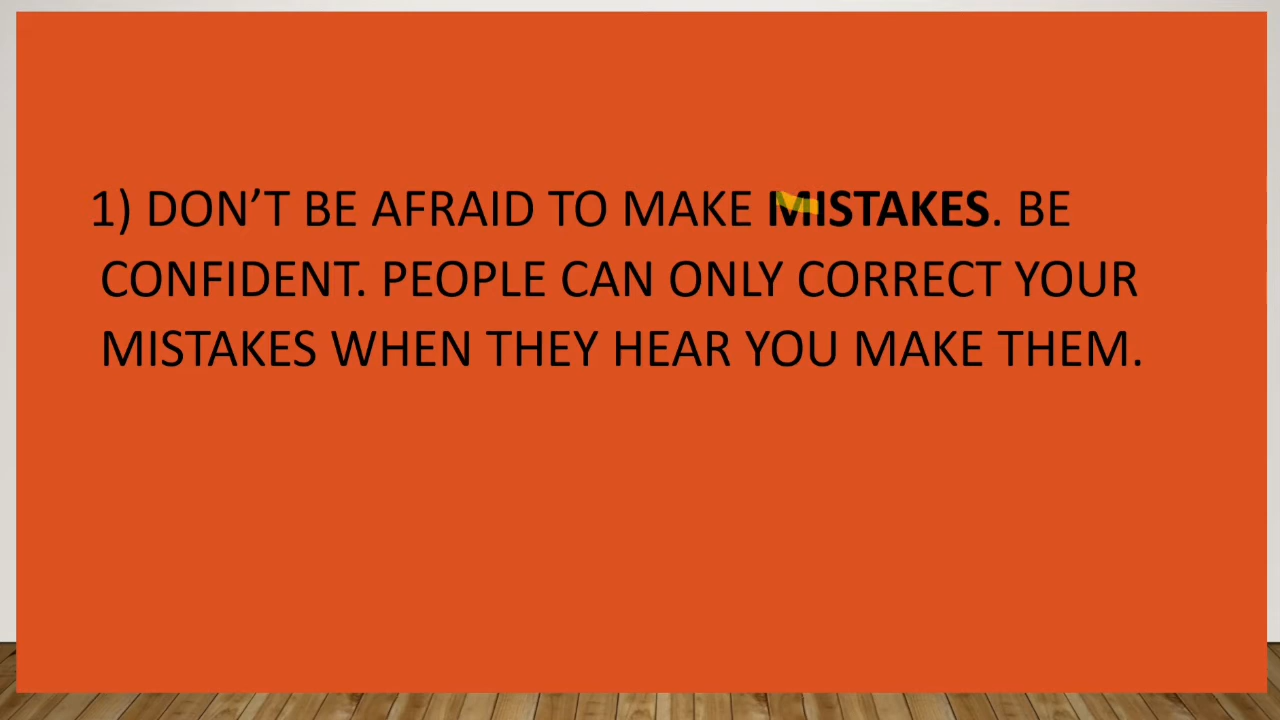 1) DON’T BE AFRAID TO MAKE MISTAKES. BE
CONFIDENT. PEOPLE CAN ONLY CORRECT YOUR
MISTAKES WHEN THEY HEAR YOU MAKE THEM.